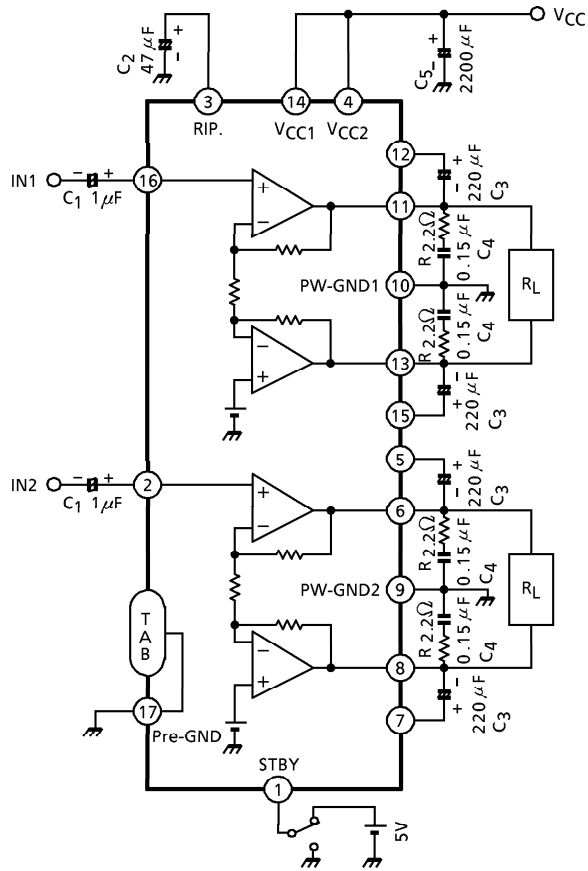 C2
47 μF
+
-
C5
+
-
2200 μF
VCC
3
14
4
RIP.
VCC1
VCC2
12
+
-
220 μF
C3
IN1
-
+
C1 1μF
16
+
-
11
R 2.2Ω
0.15 μF
C4
PW-GND1
10
RL
R 2.2Ω
0.15 μF
C4
-
+
13
-
+
220 μF
C3
15
5
+
-
220 μF
C3
IN2
-
+
C1 1μF
2
+
-
6
R 2.2Ω
0.15 μF
C4
PW-GND2
9
RL
R 2.2Ω
0.15 μF
C4
TAB
-
+
8
-
+
220 μF
C3
7
17
Pre-GND
STBY
1
5V